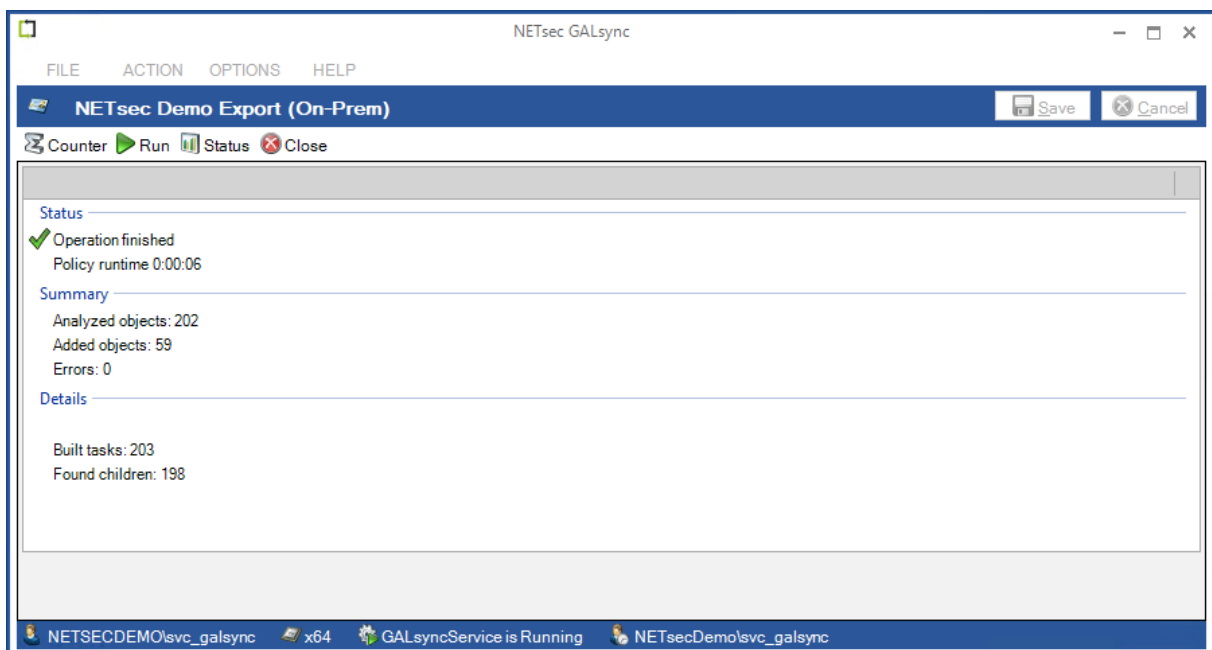 NETsec GALsync
FILE ACTION OPTIONS HELP
NETsec Demo Export (On-Prem) Save Cancel
Counter Run Status Close
Status
Operation finished
Policy runtime 0:00:06
Summary
Analyzed objects: 202
Added objects: 59
Errors: 0
Details
Built tasks: 203
Found children: 198
NETSECDEMO\svc_galsync x64 GALsyncService is Running NETsecDemo\svc_galsync